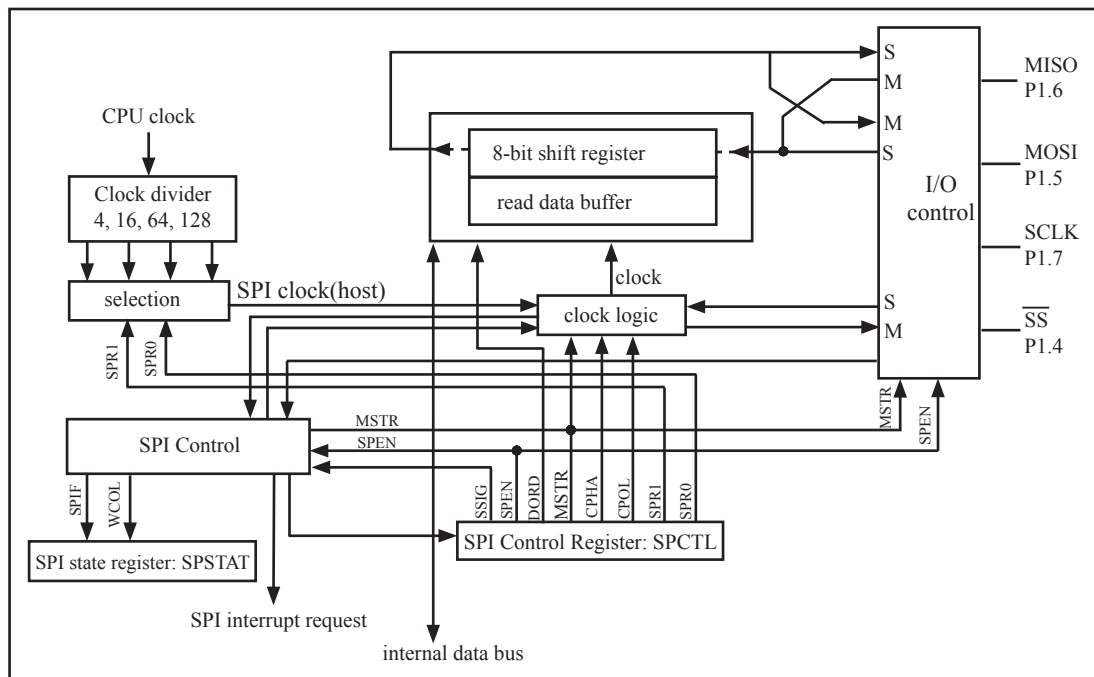 CPU clock
Clock divider
4, 16, 64, 128
selection
SPI clock(host)
SPR1
SPR0
8-bit shift register
read data buffer
clock
clock logic
S
M
M
S
S
M
I/O
control
MISO
P1.6
MOSI
P1.5
SCLK
P1.7
SS
P1.4
MSTR
SPEN
SPI Control
MSTR
SPEN
SPIF
WCOL
SPI state register: SPSTAT
SSIG
SPEN
DORD
MSTR
CPHA
CPOL
SPR1
SPR0
SPI Control Register: SPCTL
SPI interrupt request
internal data bus